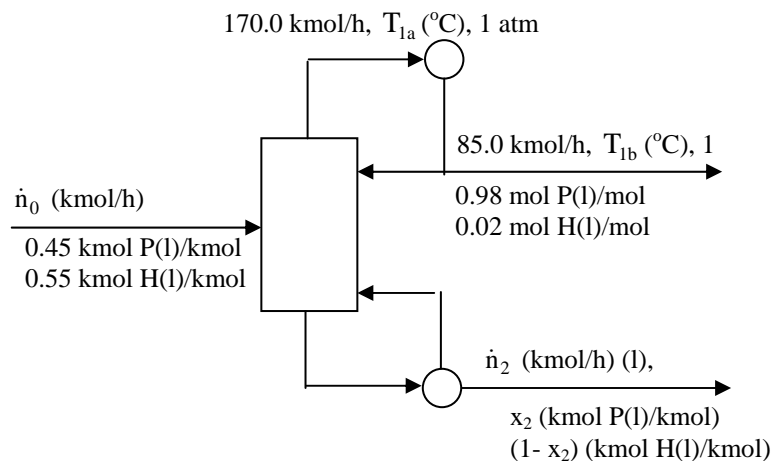 170.0 kmol/h, T₁ₐ (°C), 1 atm
85.0 kmol/h, T₁b (°C), 1
0.98 mol P(l)/mol
0.02 mol H(l)/mol
ṅ₀ (kmol/h)
0.45 kmol P(l)/kmol
0.55 kmol H(l)/kmol
ṅ₂ (kmol/h) (l),
x₂ (kmol P(l)/kmol)
(1- x₂) (kmol H(l)/kmol)